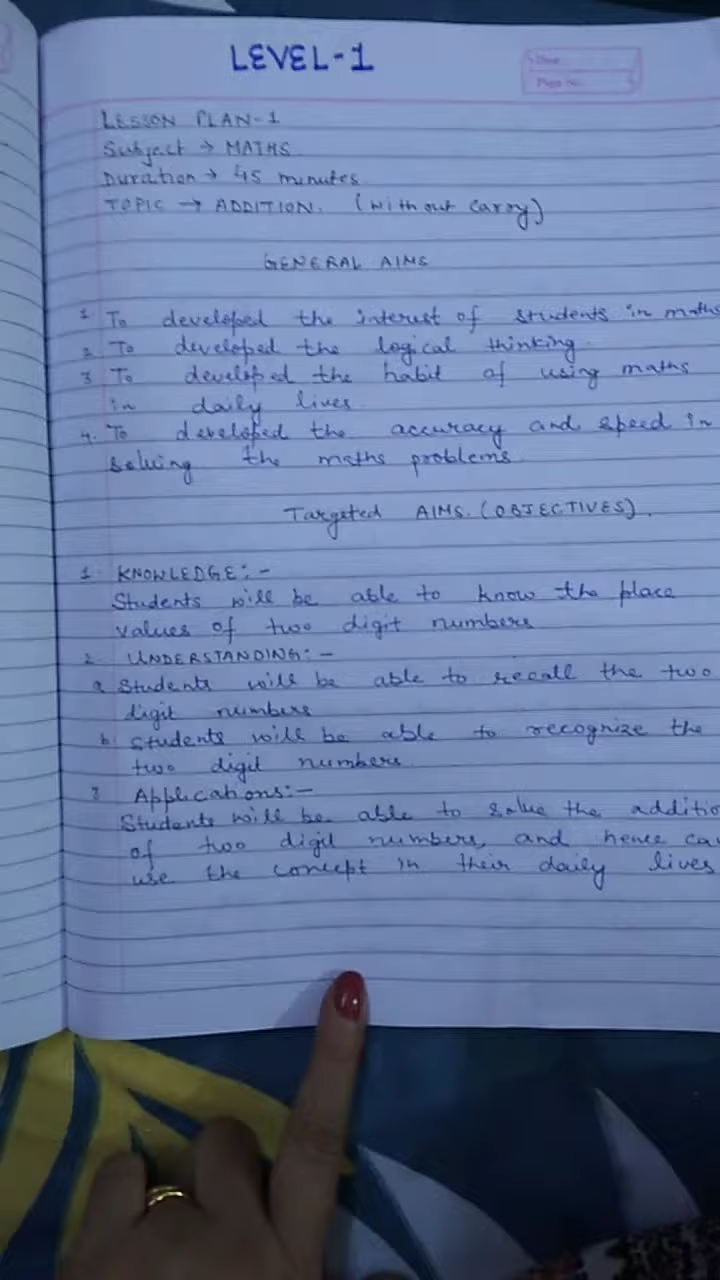 LEVEL-1
Date
Page No.
LESSON PLAN-1
Subject → MATHS
Duration → 45 minutes
TOPIC → ADDITION. (without carry)
GENERAL AIMS
1 To developed the interest of students in maths
2 To developed the logical thinking
3 To developed the habit of using maths
in daily lives
4. To developed the accuracy and speed in
solving the maths problems
Targeted AIMS. (OBJECTIVES).
1. KNOWLEDGE:-
Students will be able to know the place
values of two digit numbers
2. UNDERSTANDING:-
a Students will be able to recall the two
digit numbers
b. Students will be able to recognize the
two digit numbers
3 Applications:-
Students will be able to solve the additio
of two digit numbers, and hence ca
use the concept in their daily lives